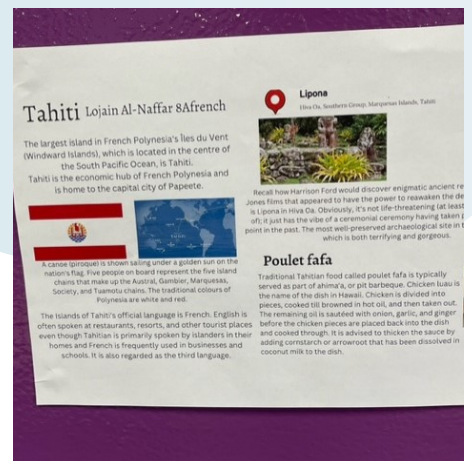 Tahiti Lojain Al-Naffar 8Afrench
The largest island in French Polynesia's Îles du Vent
(Windward Islands), which is located in the centre of
the South Pacific Ocean, is Tahiti.
Tahiti is the economic hub of French Polynesia and
is home to the capital city of Papeete.
A canoe (piroque) is shown sailing under a golden sun on the
nation's flag. Five people on board represent the five island
chains that make up the Austral, Gambier, Marquesas,
Society, and Tuamotu chains. The traditional colours of
Polynesia are white and red.
The Islands of Tahiti's official language is French. English is
often spoken at restaurants, resorts, and other tourist places
even though Tahitian is primarily spoken by islanders in their
homes and French is frequently used in businesses and
schools. It is also regarded as the third language.
Lipona
Hiva Oa, Southern Group, Marquesas Islands, Tahiti
Recall how Harrison Ford would discover enigmatic ancient re
Jones films that appeared to have the power to reawaken the de
is Lipona in Hiva Oa. Obviously, it's not life-threatening (at least
of); it just has the vibe of a ceremonial ceremony having taken
point in the past. The most well-preserved archaeological site in
which is both terrifying and gorgeous.
Poulet fafa
Traditional Tahitian food called poulet fafa is typically
served as part of ahima'a, or pit barbeque. Chicken luau is
the name of the dish in Hawaii. Chicken is divided into
pieces, cooked till browned in hot oil, and then taken out.
The remaining oil is sautéed with onion, garlic, and ginger
before the chicken pieces are placed back into the dish
and cooked through. It is advised to thicken the sauce by
adding cornstarch or arrowroot that has been dissolved in
coconut milk to the dish.